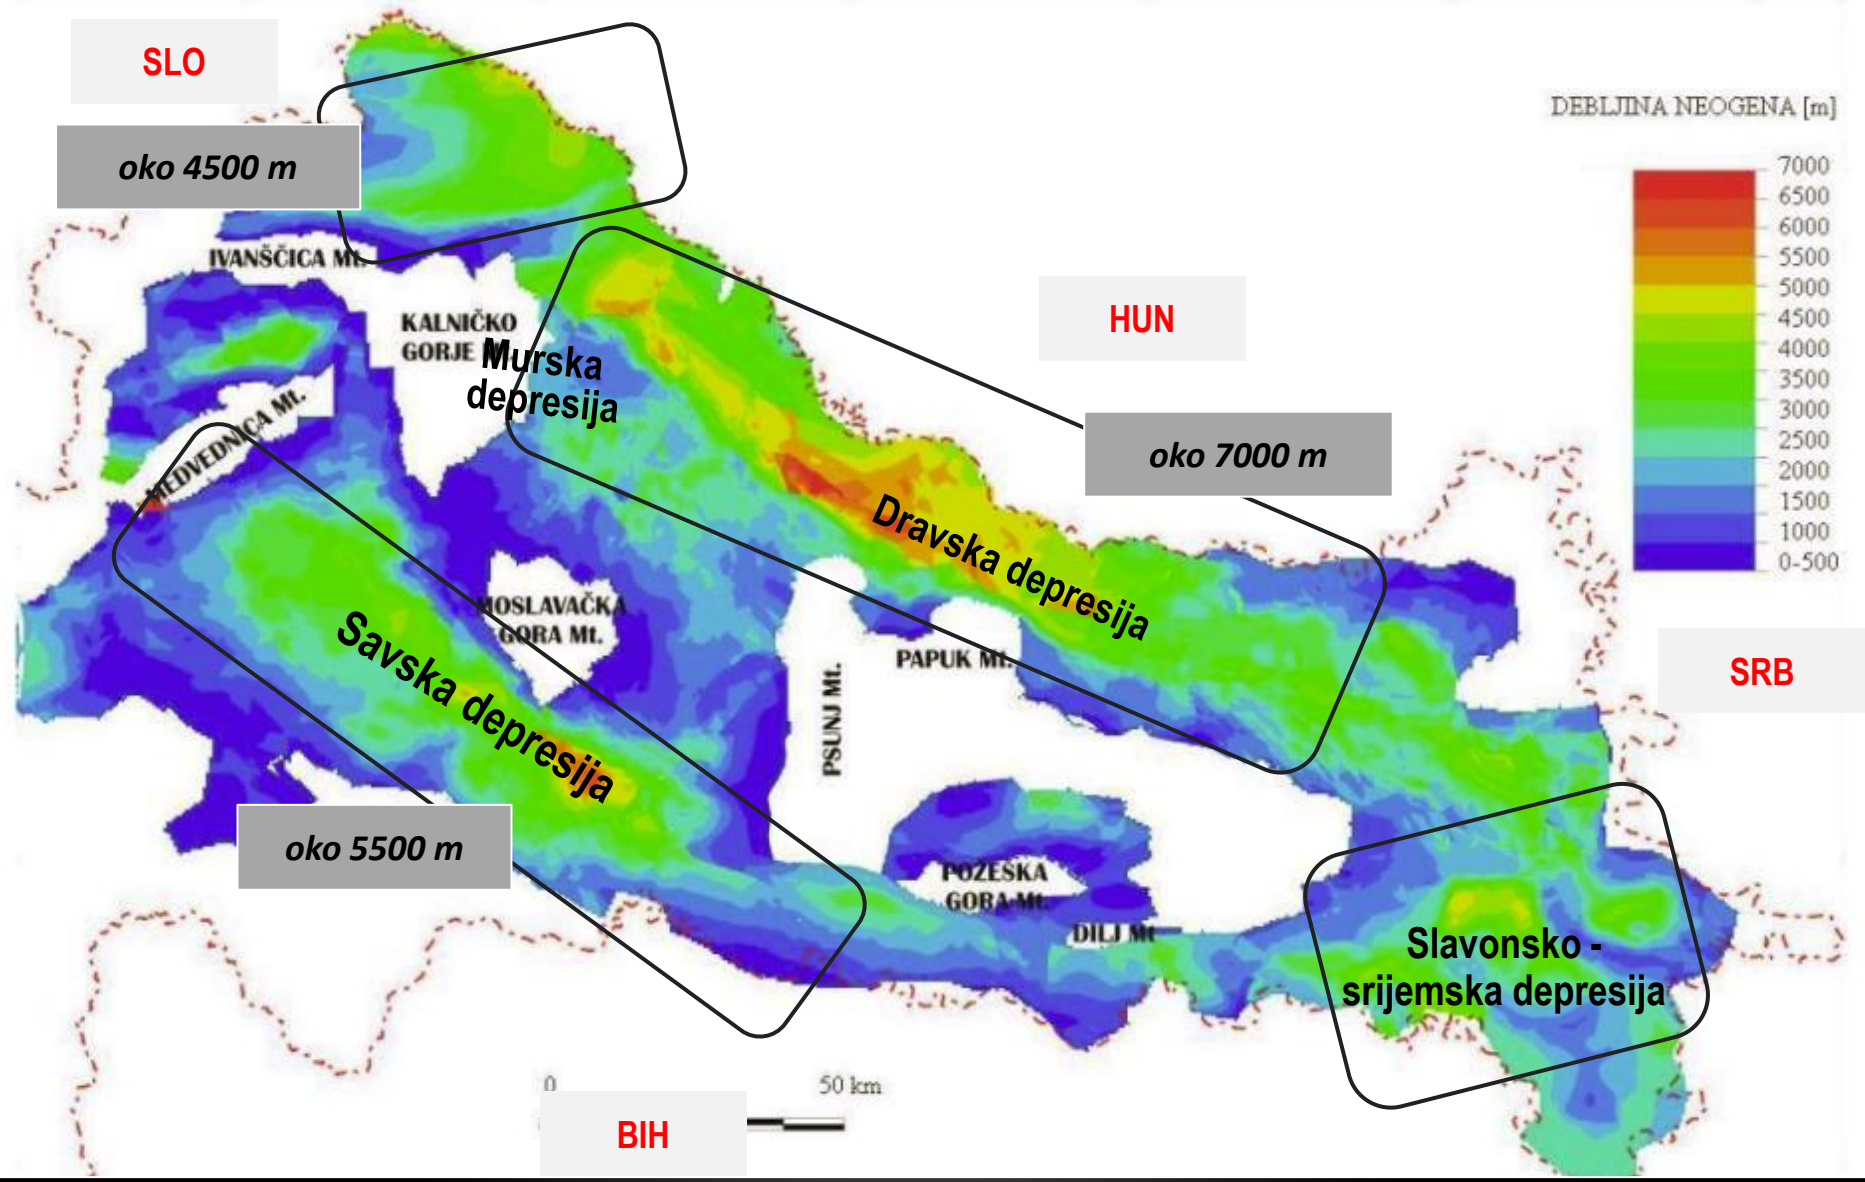 SLO
DEBLJINA NEOGENA [m]
oko 4500 m
7000
6500
6000
5500
5000
4500
4000
3500
3000
2500
2000
1500
1000
0-500
IVANŠČICA Mt.
HUN
KALNIČKO
GORJE
Murska
depresija
MEDVEDNICA Mt.
oko 7000 m
Dravska depresija
MOSLAVAČKA
GORA Mt.
Savska depresija
PAPUK Mt.
SRB
PSUNJ Mt.
oko 5500 m
POŽEŠKA
GORA Mt.
DILJ Mt
Slavonsko -
srijemska depresija
0
50 km
BIH